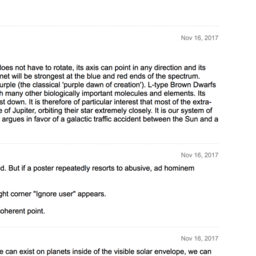 Nov 16, 2017
oes not have to rotate, its axis can point in any direction and its
net will be strongest at the blue and red ends of the spectrum.
urple (the classical 'purple dawn of creation'). L-type Brown Dwarfs
h many other biologically important molecules and elements. Its
st down. It is therefore of particular interest that most of the extra-
e of Jupiter, orbiting their star extremely closely. It is our system of
argues in favor of a galactic traffic accident between the Sun and a
Nov 16, 2017
d. But if a poster repeatedly resorts to abusive, ad hominem
ght corner "Ignore user" appears.
oherent point.
Nov 16, 2017
e can exist on planets inside of the visible solar envelope, we can